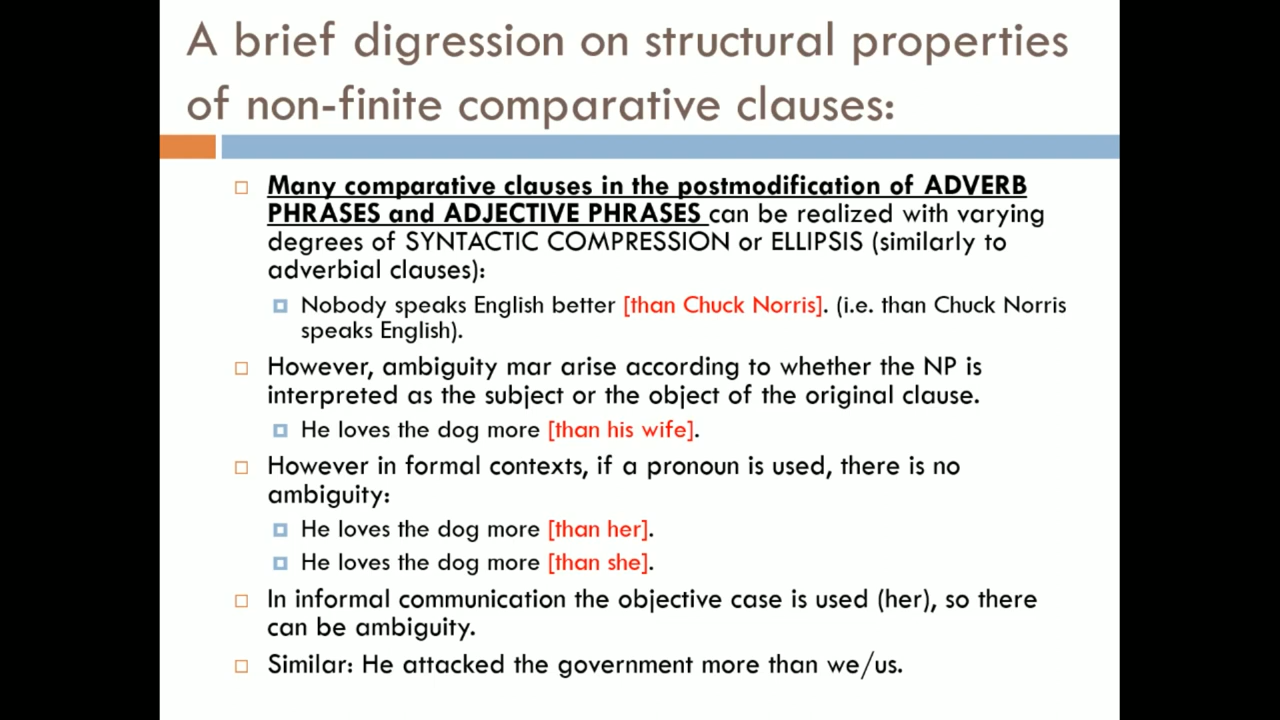 A brief digression on structural properties
of non-finite comparative clauses:
Many comparative clauses in the postmodification of ADVERB
PHRASES and ADJECTIVE PHRASES can be realized with varying
degrees of SYNTACTIC COMPRESSION or ELLIPSIS (similarly to
adverbial clauses):
Nobody speaks English better [than Chuck Norris]. (i.e. than Chuck Norris
speaks English).
However, ambiguity mar arise according to whether the NP is
interpreted as the subject or the object of the original clause.
He loves the dog more [than his wife].
However in formal contexts, if a pronoun is used, there is no
ambiguity:
He loves the dog more [than her].
He loves the dog more [than she].
In informal communication the objective case is used (her), so there
can be ambiguity.
Similar: He attacked the government more than we/us.